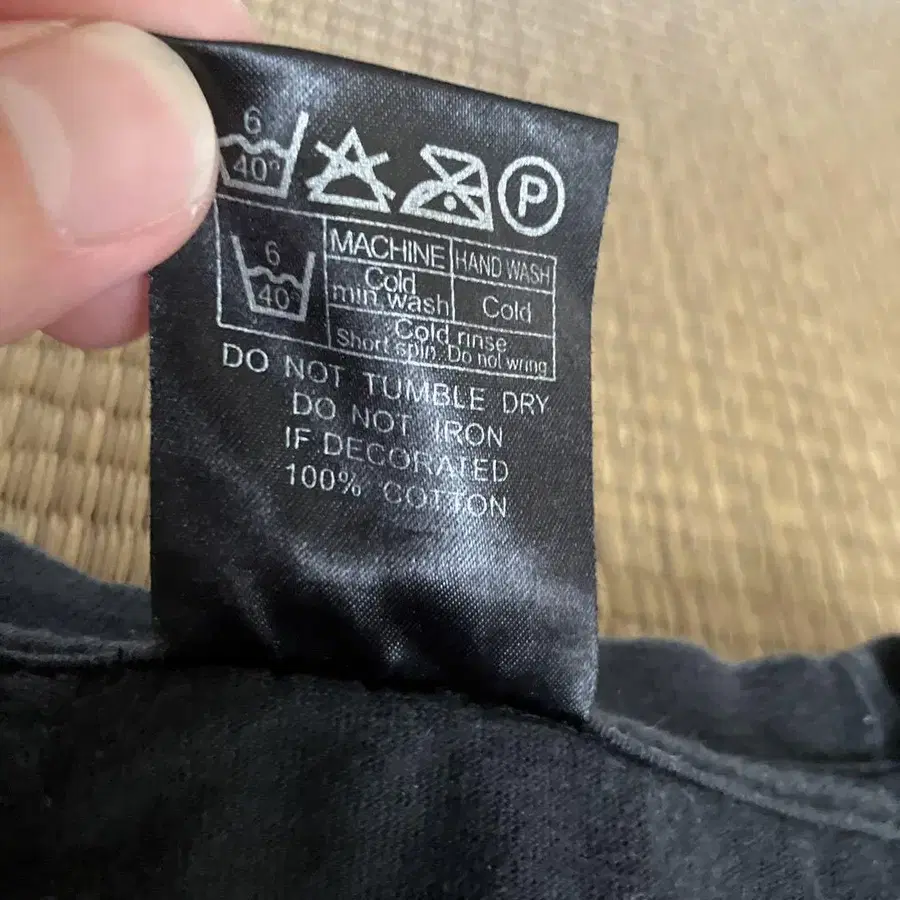 6
40°
P
6
40°
MACHINE HAND WASH
Cold
min.wash Cold
Cold rinse
Short spin. Do not wring
DO NOT TUMBLE DRY
DO NOT IRON
IF DECORATED
100% COTTON